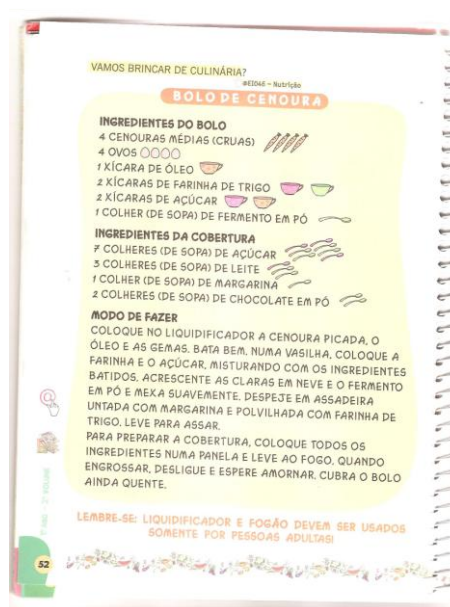 VAMOS BRINCAR DE CULINÁRIA?
#EI046 – Nutrição
BOLO DE CENOURA
INGREDIENTES DO BOLO
4 CENOURAS MÉDIAS (CRUAS)
4 OVOS
1 XÍCARA DE ÓLEO
2 XÍCARAS DE FARINHA DE TRIGO
2 XÍCARAS DE AÇÚCAR
1 COLHER (DE SOPA) DE FERMENTO EM PÓ
INGREDIENTES DA COBERTURA
7 COLHERES (DE SOPA) DE AÇÚCAR
3 COLHERES (DE SOPA) DE LEITE
1 COLHER (DE SOPA) DE MARGARINA
2 COLHERES (DE SOPA) DE CHOCOLATE EM PÓ
MODO DE FAZER
COLOQUE NO LIQUIDIFICADOR A CENOURA PICADA, O
ÓLEO E AS GEMAS. BATA BEM. NUMA VASILHA, COLOQUE A
FARINHA E O AÇÚCAR, MISTURANDO COM OS INGREDIENTES
BATIDOS. ACRESCENTE AS CLARAS EM NEVE E O FERMENTO
EM PÓ E MEXA SUAVEMENTE. DESPEJE EM ASSADEIRA
UNTADA COM MARGARINA E POLVILHADA COM FARINHA DE
TRIGO. LEVE PARA ASSAR.
PARA PREPARAR A COBERTURA, COLOQUE TODOS OS
INGREDIENTES NUMA PANELA E LEVE AO FOGO. QUANDO
ENGROSSAR, DESLIGUE E ESPERE AMORNAR. CUBRA O BOLO
AINDA QUENTE.
LEMBRE-SE: LIQUIDIFICADOR E FOGÃO DEVEM SER USADOS
SOMENTE POR PESSOAS ADULTAS!
52